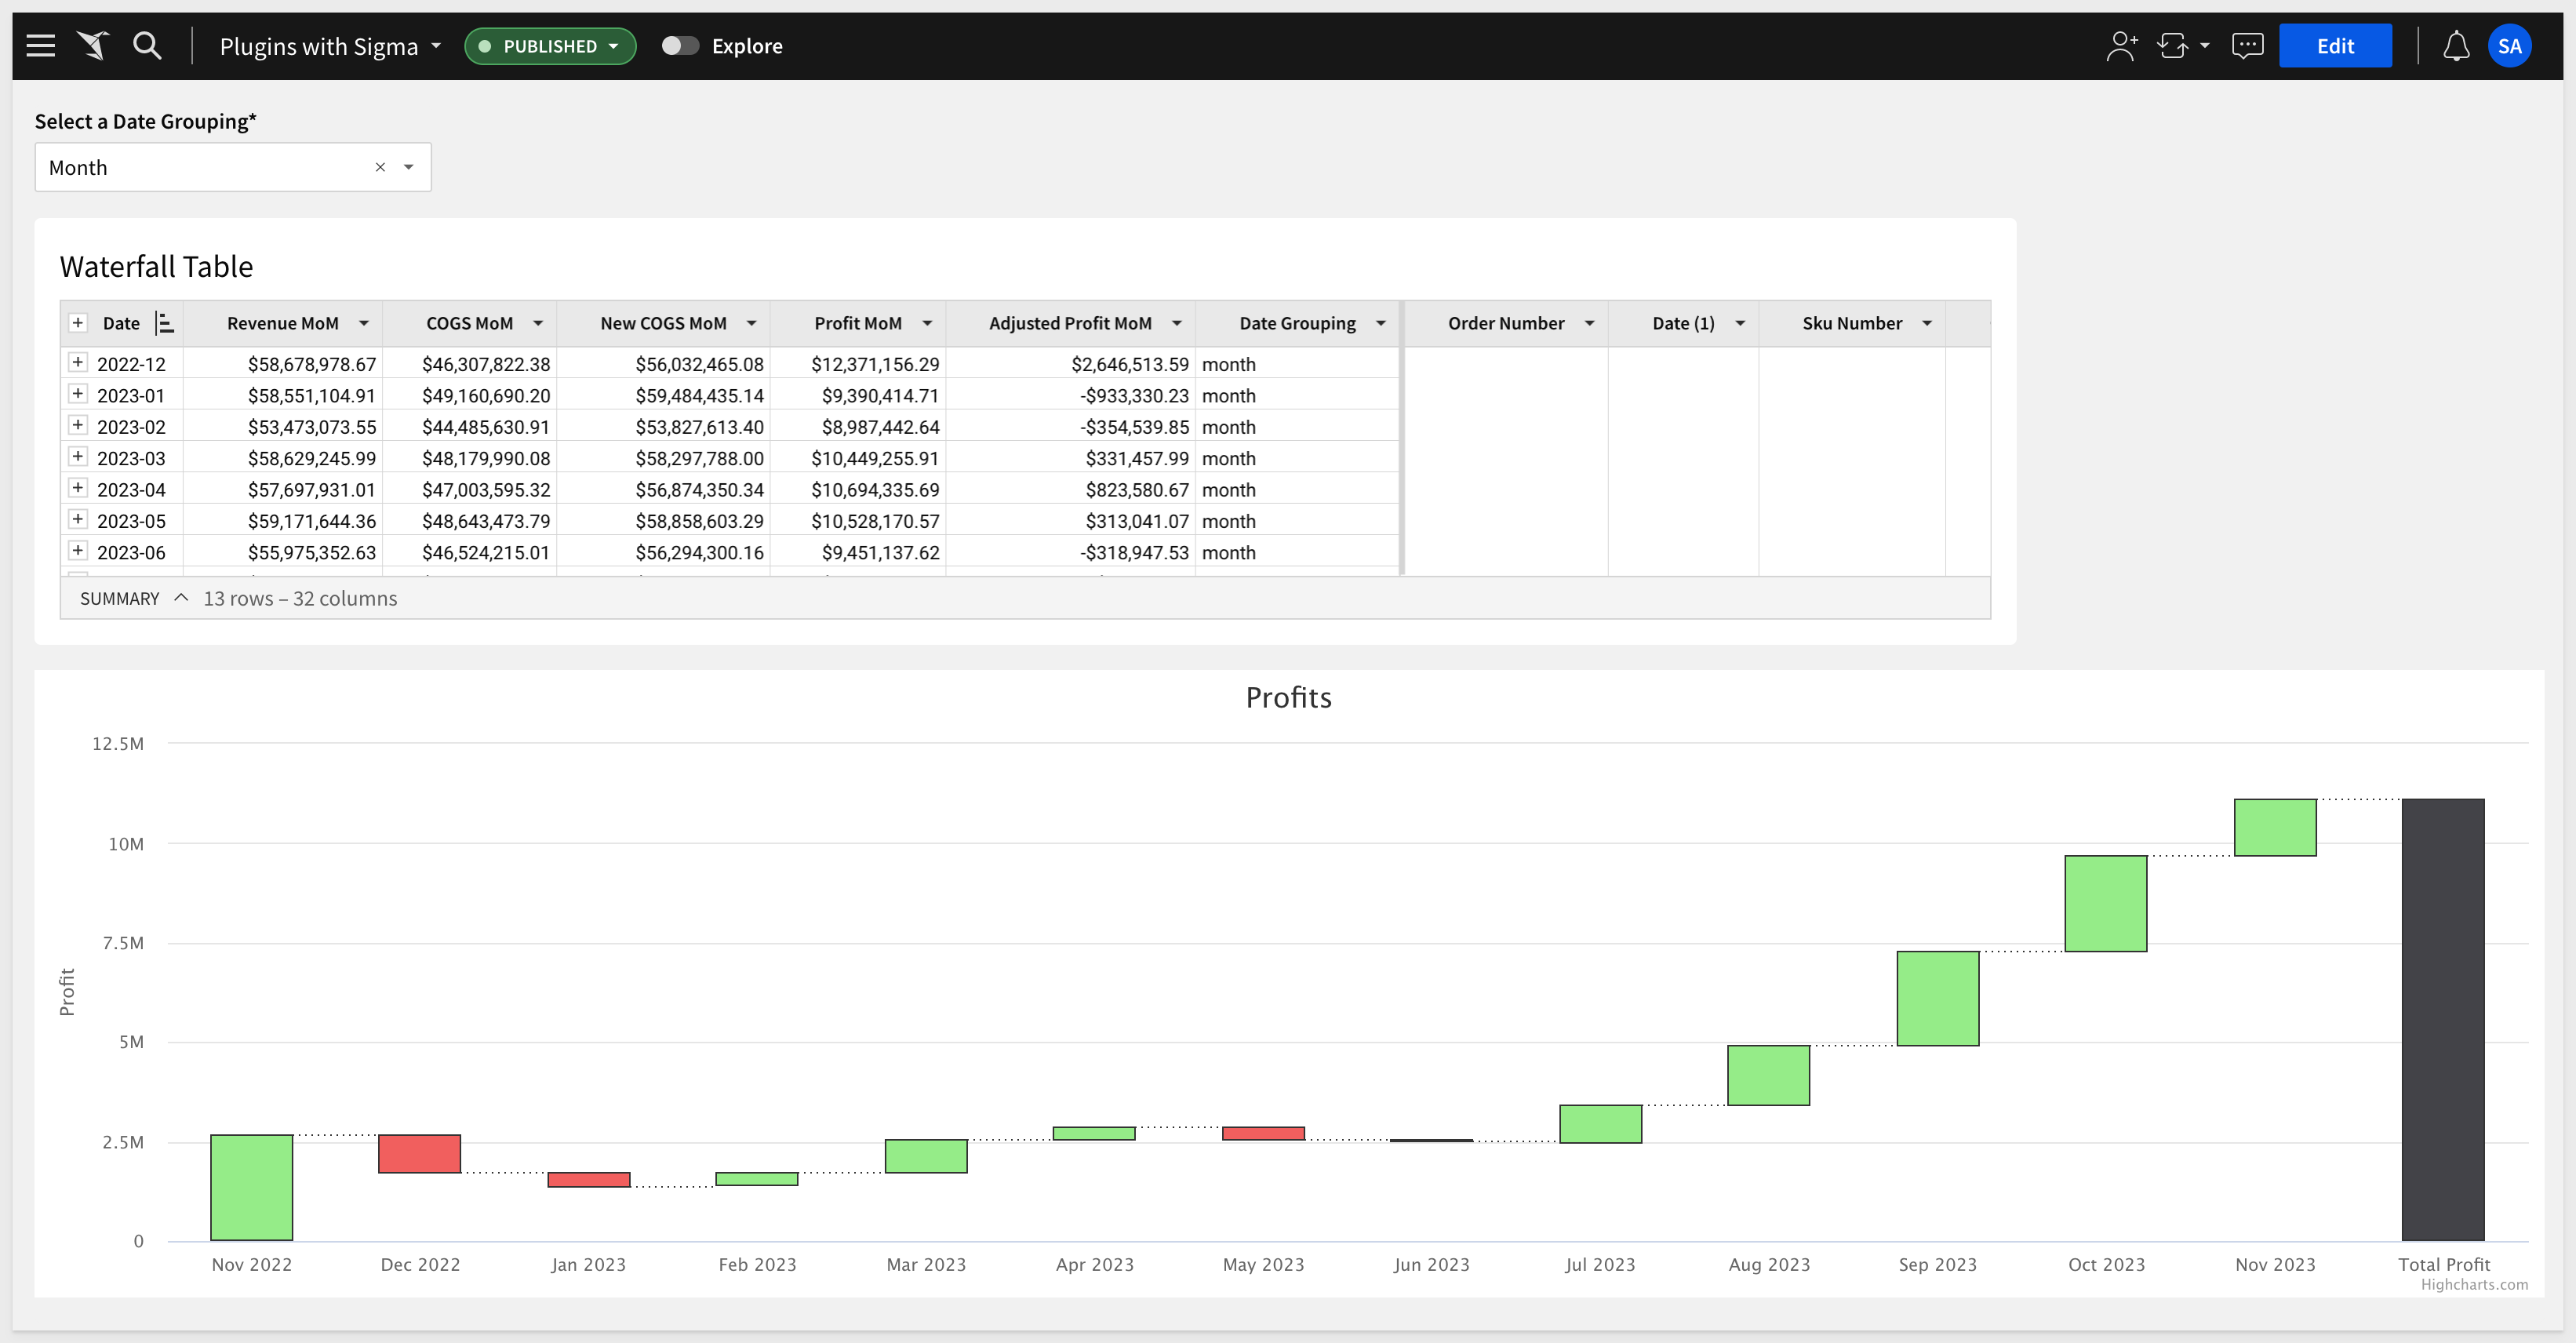 Plugins with Sigma PUBLISHED Explore Edit SA
Select a Date Grouping*
Month
Waterfall Table
Date Revenue MoM COGS MoM New COGS MoM Profit MoM Adjusted Profit MoM Date Grouping Order Number Date (1) Sku Number
2022-12 $58,678,978.67 $46,307,822.38 $56,032,465.08 $12,371,156.29 $2,646,513.59 month
2023-01 $58,551,104.91 $49,160,690.20 $59,484,435.14 $9,390,414.71 -$933,330.23 month
2023-02 $53,473,073.55 $44,485,630.91 $53,827,613.40 $8,987,442.64 -$354,539.85 month
2023-03 $58,629,245.99 $48,179,990.08 $58,297,788.00 $10,449,255.91 $331,457.99 month
2023-04 $57,697,931.01 $47,003,595.32 $56,874,350.34 $10,694,335.69 $823,580.67 month
2023-05 $59,171,644.36 $48,643,473.79 $58,858,603.29 $10,528,170.57 $313,041.07 month
2023-06 $55,975,352.63 $46,524,215.01 $56,294,300.16 $9,451,137.62 -$318,947.53 month
SUMMARY 13 rows – 32 columns
Profits
12.5M
10M
7.5M
5M
2.5M
0
Profit
Nov 2022 Dec 2022 Jan 2023 Feb 2023 Mar 2023 Apr 2023 May 2023 Jun 2023 Jul 2023 Aug 2023 Sep 2023 Oct 2023 Nov 2023 Total Profit
Highcharts.com